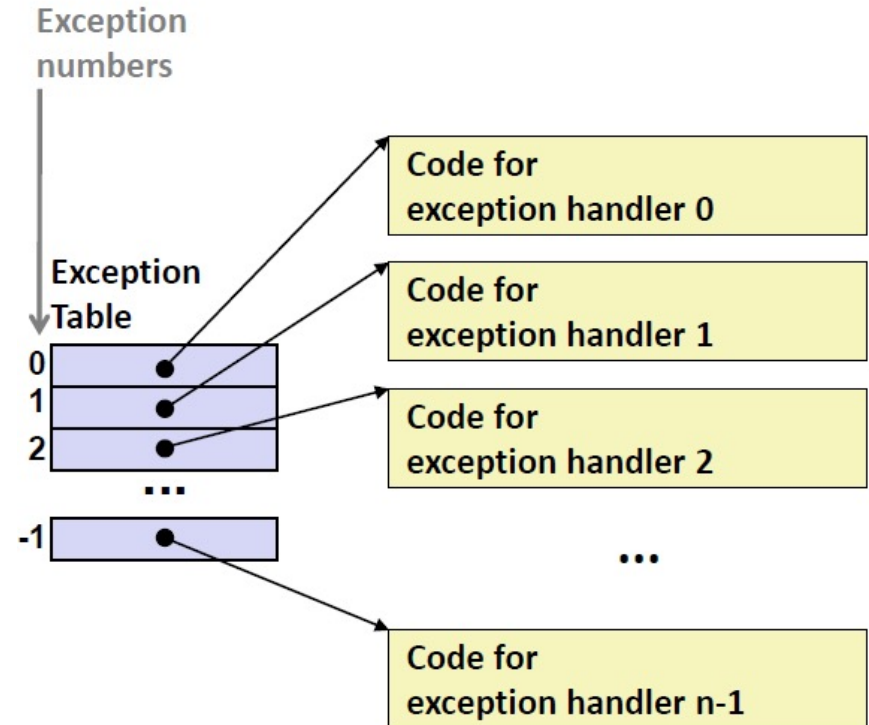 Exception
numbers
Code for
exception handler 0
Exception
Table
Code for
exception handler 1
0
1
2
Code for
exception handler 2
...
-1
...
Code for
exception handler n-1